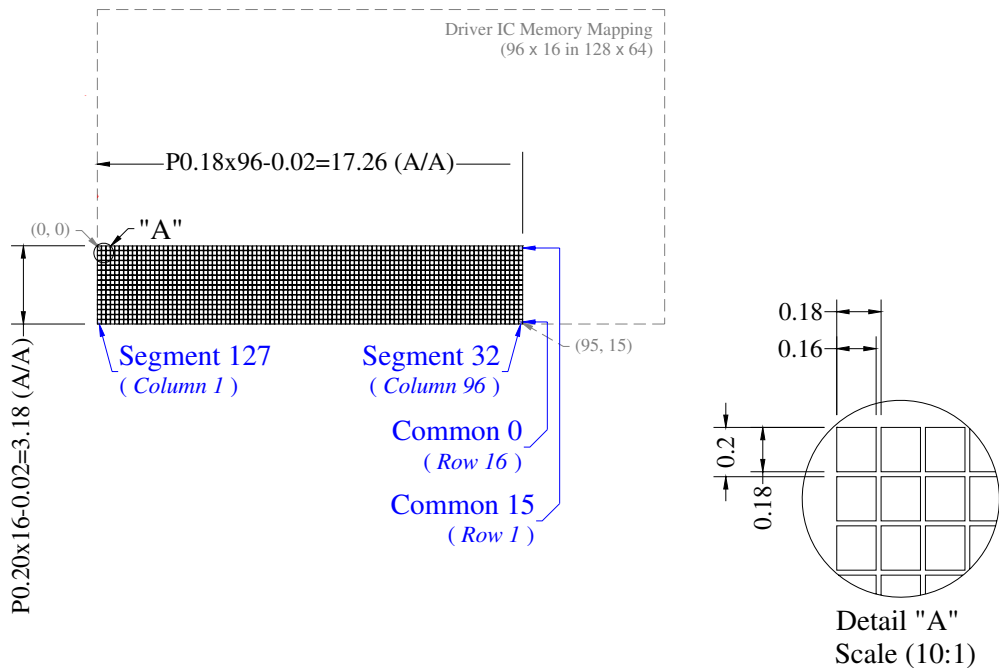 Driver IC Memory Mapping
(96 x 16 in 128 x 64)
P0.18x96-0.02=17.26 (A/A)
(0, 0)
"A"
P0.20x16-0.02=3.18 (A/A)
Segment 127
( Column 1 )
Segment 32
( Column 96 )
(95, 15)
Common 0
( Row 16 )
Common 15
( Row 1 )
0.18
0.16
0.2
0.18
Detail "A"
Scale (10:1)